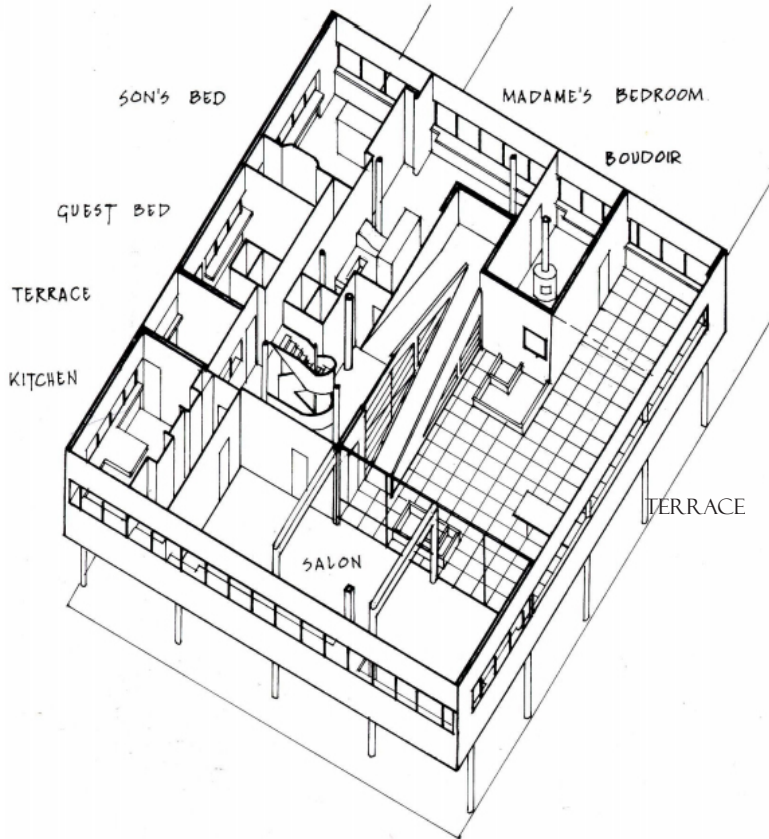 SON'S BED
MADAME'S BEDROOM.
BOUDOIR
GUEST BED
TERRACE
KITCHEN
TERRACE
SALON